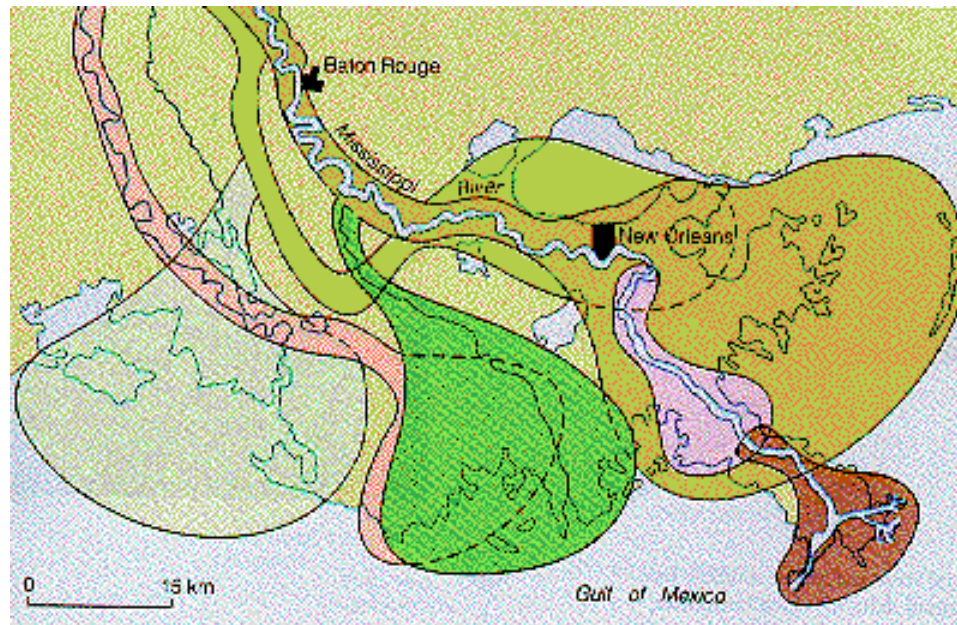 Baton Rouge
Mississippi
River
New Orleans
0 15 km
Gulf of Mexico